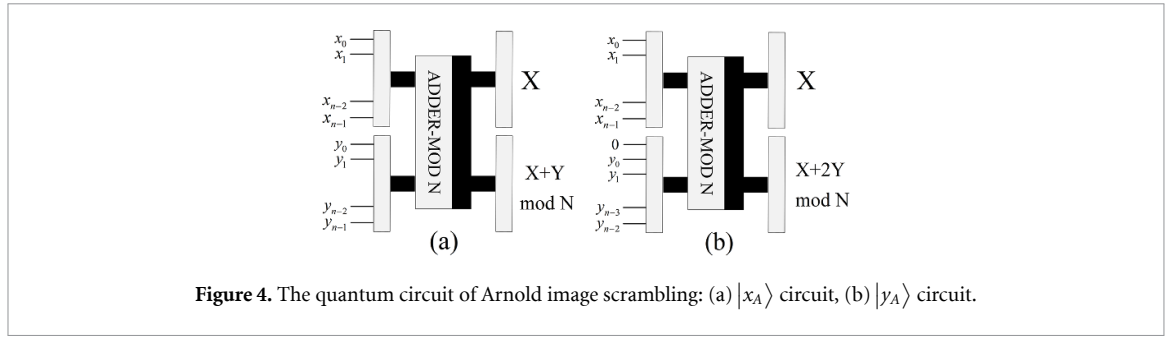 x₀
x₁
xₙ₋₂
xₙ₋₁
y₀
y₁
yₙ₋₂
yₙ₋₁
ADDER-MOD N
X
X+Y
mod N
(a)
x₀
x₁
xₙ₋₂
xₙ₋₁
0
y₀
y₁
yₙ₋₃
yₙ₋₂
ADDER-MOD N
X
X+2Y
mod N
(b)
Figure 4. The quantum circuit of Arnold image scrambling: (a) |x_A⟩ circuit, (b) |y_A⟩ circuit.